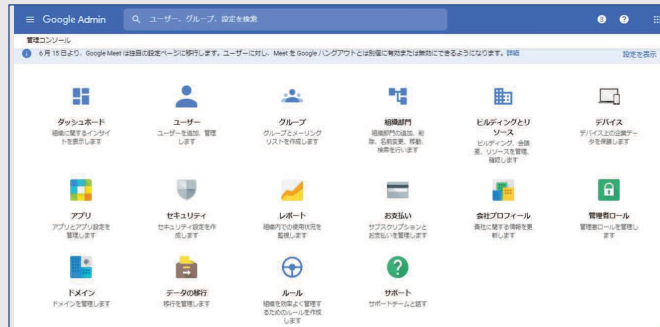 Google Admin
ユーザー、グループ、設定を検索
管理コンソール
6 月 15 日より、Google Meet は独自の設定ページに移行します。ユーザーに対し、Meet を Google ハングアウトとは別個に有効または無効にできるようになります。詳細
設定を表示
ダッシュボード
組織に関するインサイ
トを表示します
ユーザー
ユーザーを追加、管理
します
グループ
グループとメーリング
リストを作成します
組織部門
組織部門の追加、削
除、名前変更、移動、
検索を行います
ビルディングとリ
ソース
ビルディング、会議
室、リソースを管理、
確認します
デバイス
デバイス上の企業デー
タを保護します
アプリ
アプリとアプリ設定を
管理します
セキュリティ
セキュリティ設定を作
成します
レポート
組織内での使用状況を
監視します
お支払い
サブスクリプションと
お支払いを管理します
会社プロフィール
貴社に関する情報を更
新します
管理者ロール
管理者ロールを管理し
ます
ドメイン
ドメインを管理します
データの移行
移行を管理します
ルール
組織を効率よく管理す
るためのルールを作成
します
サポート
サポートチームと話す